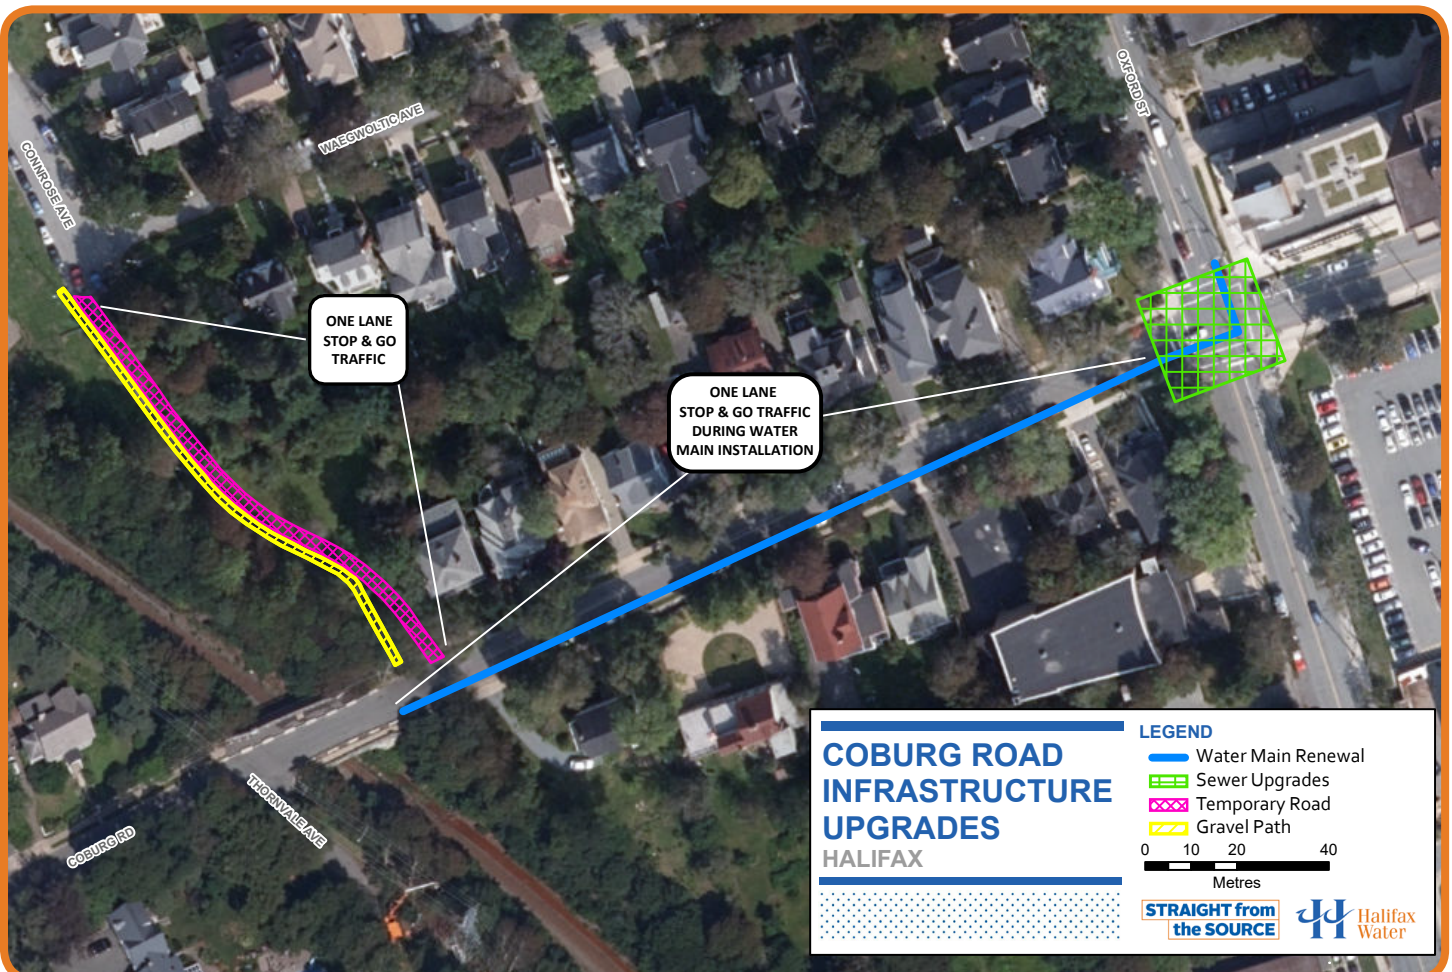 OXFORD ST
WAEGWOLTIC AVE
CONNROSE AVE
ONE LANE
STOP & GO
TRAFFIC
ONE LANE
STOP & GO TRAFFIC
DURING WATER
MAIN INSTALLATION
THORNVALE AVE
COBURG RD
COBURG ROAD
INFRASTRUCTURE
UPGRADES
HALIFAX
LEGEND
Water Main Renewal
Sewer Upgrades
Temporary Road
Gravel Path
0 10 20 40
Metres
STRAIGHT from
the SOURCE
Halifax
Water